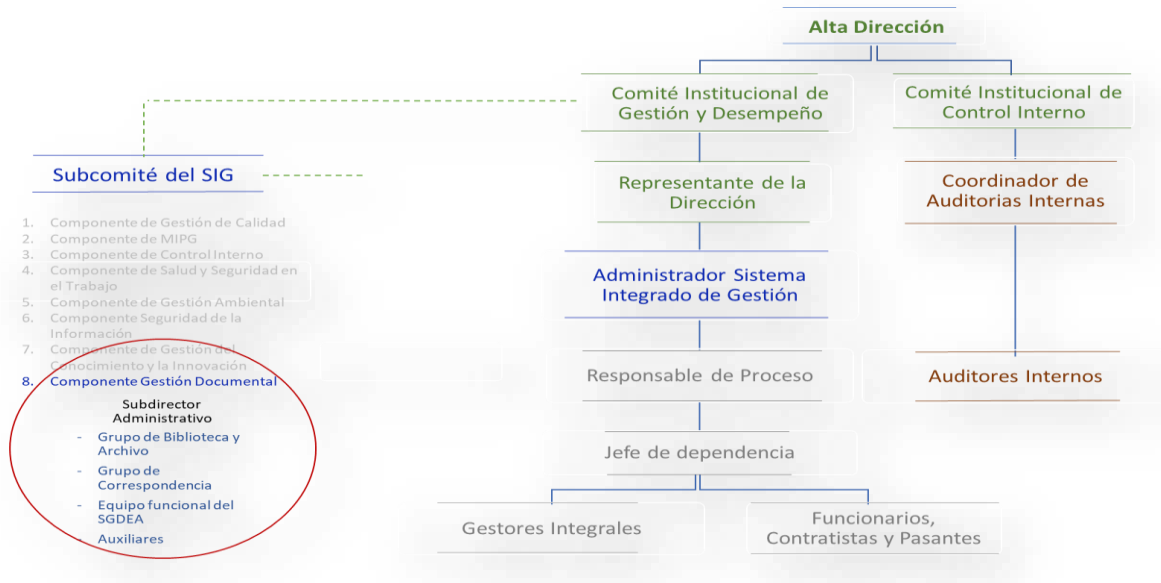 Alta Dirección
Comité Institucional de
Gestión y Desempeño
Comité Institucional de
Control Interno
Subcomité del SIG
Representante de la
Dirección
Coordinador de
Auditorias Internas
1. Componente de Gestión de Calidad
2. Componente de MIPG
3. Componente de Control Interno
4. Componente de Salud y Seguridad en
el Trabajo
5. Componente de Gestión Ambiental
6. Componente Seguridad de la
Información
7. Componente de Gestión del
Conocimiento y la Innovación
8. Componente Gestión Documental
Subdirector
Administrativo
- Grupo de Biblioteca y
Archivo
- Grupo de
Correspondencia
- Equipo funcional del
SGDEA
- Auxiliares
Administrador Sistema
Integrado de Gestión
Responsable de Proceso
Auditores Internos
Jefe de dependencia
Gestores Integrales
Funcionarios,
Contratistas y Pasantes